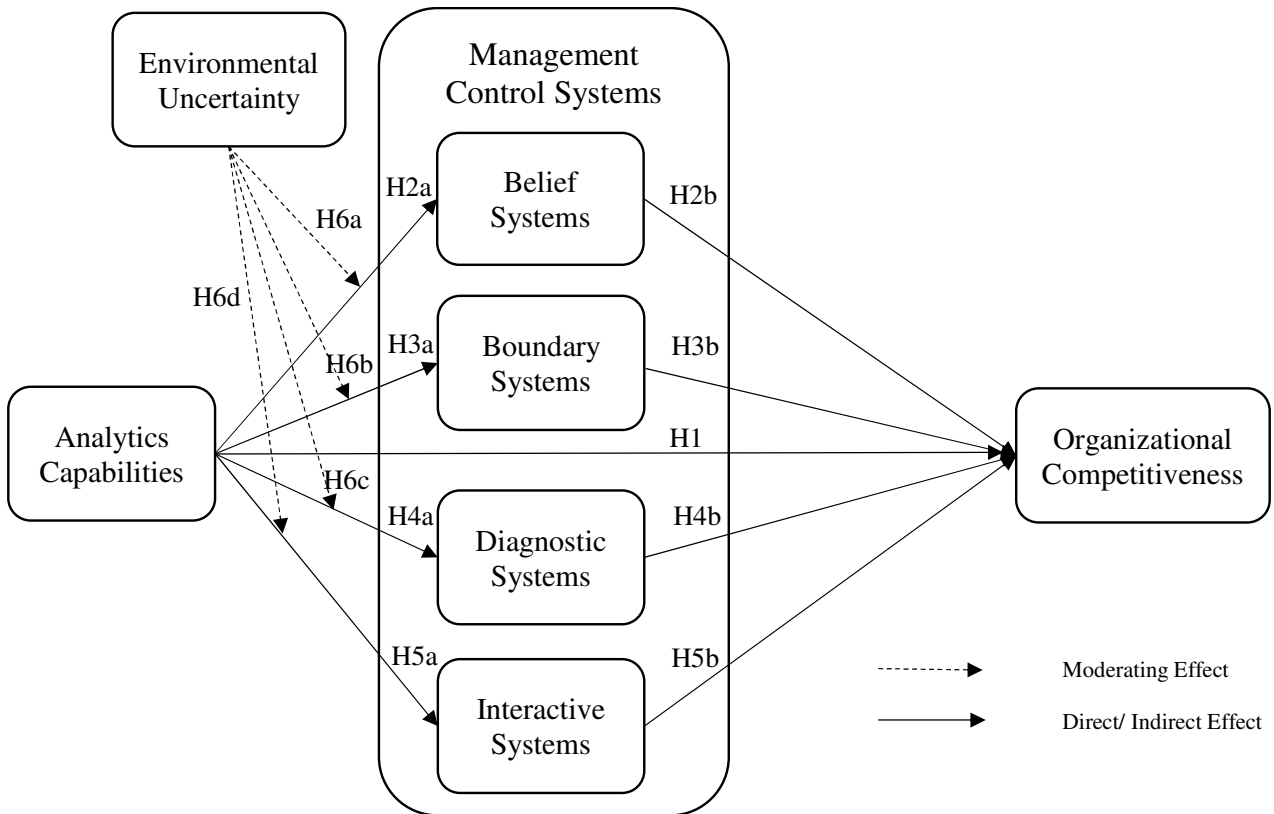 Environmental
Uncertainty
Management
Control Systems
Belief
Systems
H2a
H2b
H6a
H6d
Boundary
Systems
H3a
H3b
H6b
Analytics
Capabilities
H1
Organizational
Competitiveness
H6c
H4a
H4b
Diagnostic
Systems
H5a
H5b
Interactive
Systems
Moderating Effect
Direct/ Indirect Effect